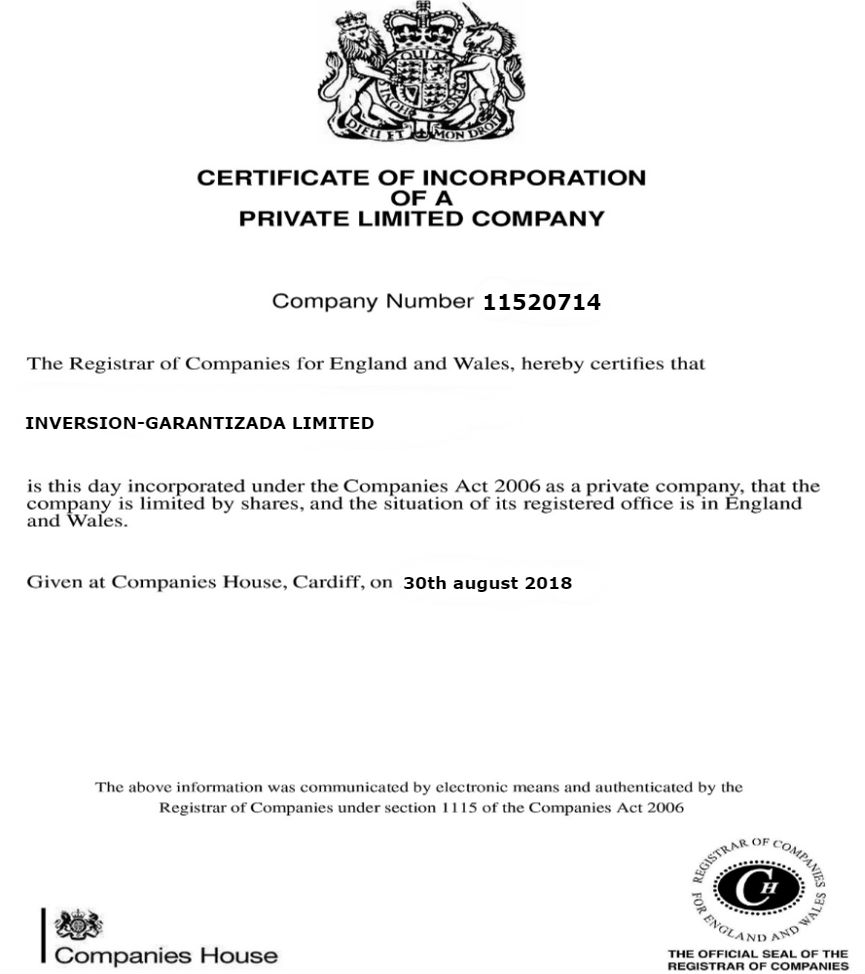 HONI SOIT QUI MAL Y PENSE
DIEU ET MON DROIT
CERTIFICATE OF INCORPORATION
OF A
PRIVATE LIMITED COMPANY
Company Number 11520714
The Registrar of Companies for England and Wales, hereby certifies that
INVERSION-GARANTIZADA LIMITED
is this day incorporated under the Companies Act 2006 as a private company, that the
company is limited by shares, and the situation of its registered office is in England
and Wales.
Given at Companies House, Cardiff, on 30th august 2018
The above information was communicated by electronic means and authenticated by the
Registrar of Companies under section 1115 of the Companies Act 2006
Companies House
REGISTRAR OF COMPANIES
FOR ENGLAND AND WALES
CH
THE OFFICIAL SEAL OF THE
REGISTRAR OF COMPANIES